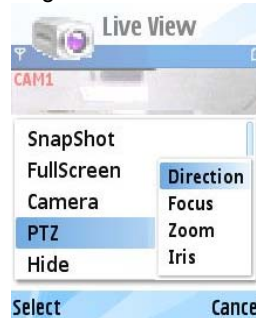 Live View
CAM1
SnapShot
FullScreen
Camera
PTZ
Hide
Direction
Focus
Zoom
Iris
Select
Cance